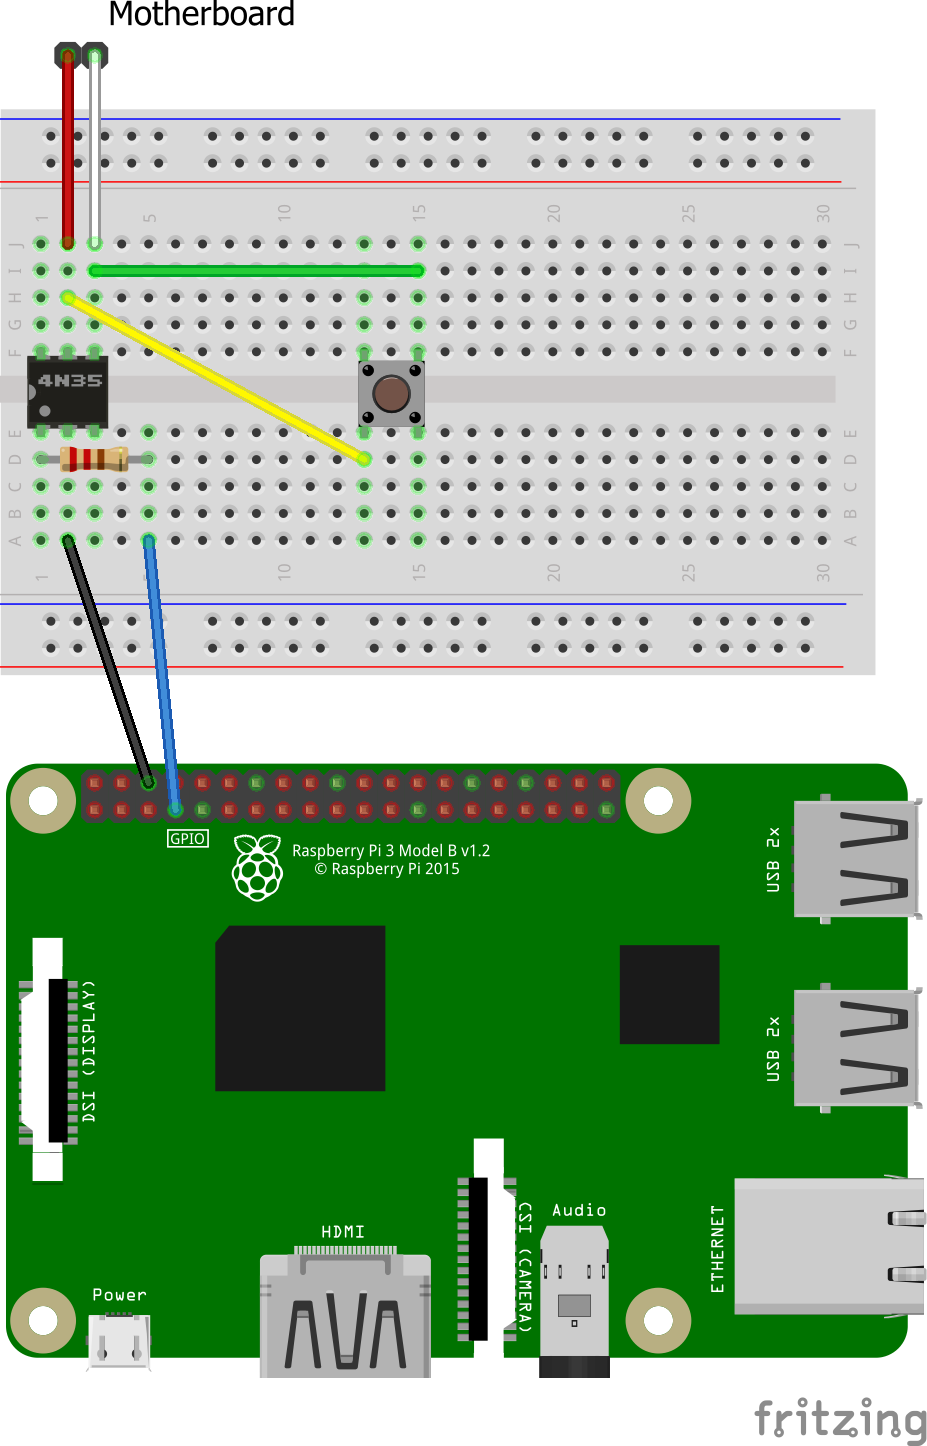 Motherboard
1 5 10 15 20 25 30
J J
I I
H H
G G
F F
4N35
E E
D D
C C
B B
A A
1 10 15 20 25 30
GPIO
Raspberry Pi 3 Model B v1.2
© Raspberry Pi 2015
USB 2x
DSI (DISPLAY)
USB 2x
CSI (CAMERA)
Audio
ETHERNET
HDMI
Power
fritzing